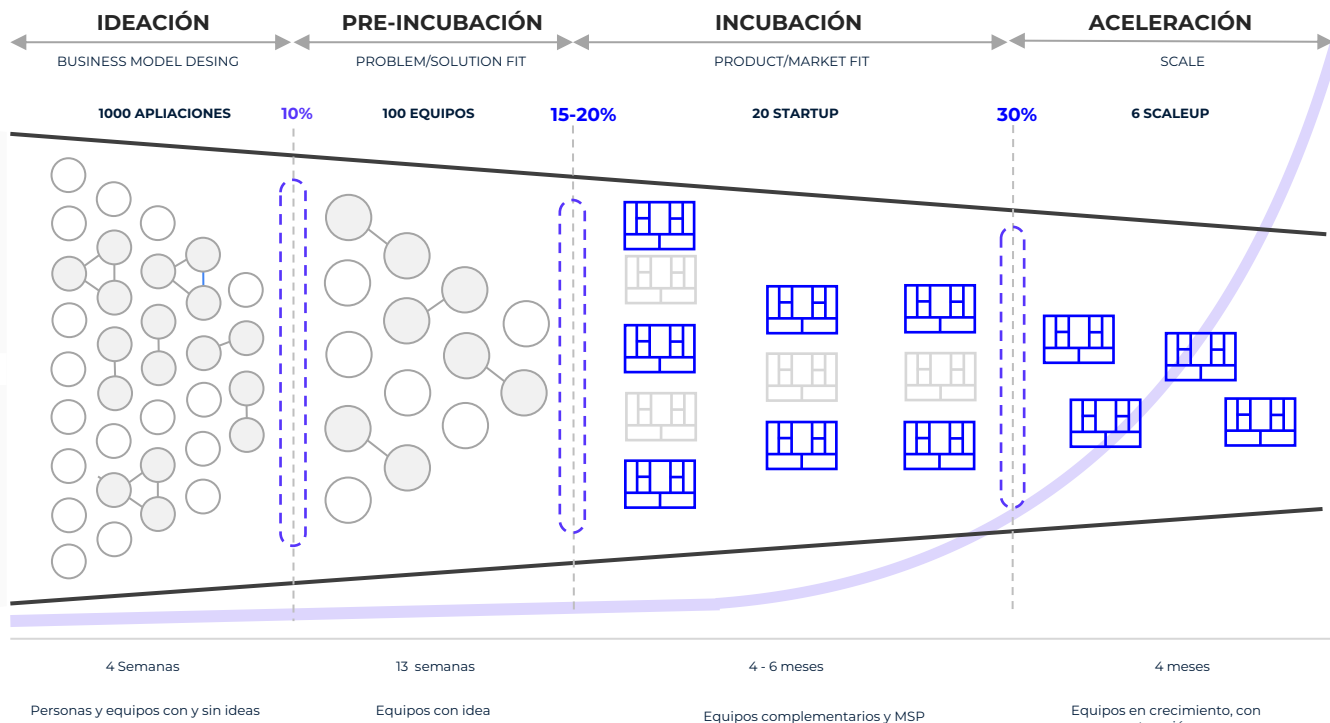 IDEACIÓN
PRE-INCUBACIÓN
INCUBACIÓN
ACELERACIÓN
BUSINESS MODEL DESING
PROBLEM/SOLUTION FIT
PRODUCT/MARKET FIT
SCALE
1000 APLIACIONES
10%
100 EQUIPOS
15-20%
20 STARTUP
30%
6 SCALEUP
4 Semanas
13 semanas
4 - 6 meses
4 meses
Personas y equipos con y sin ideas
Equipos con idea
Equipos complementarios y MSP
Equipos en crecimiento, con